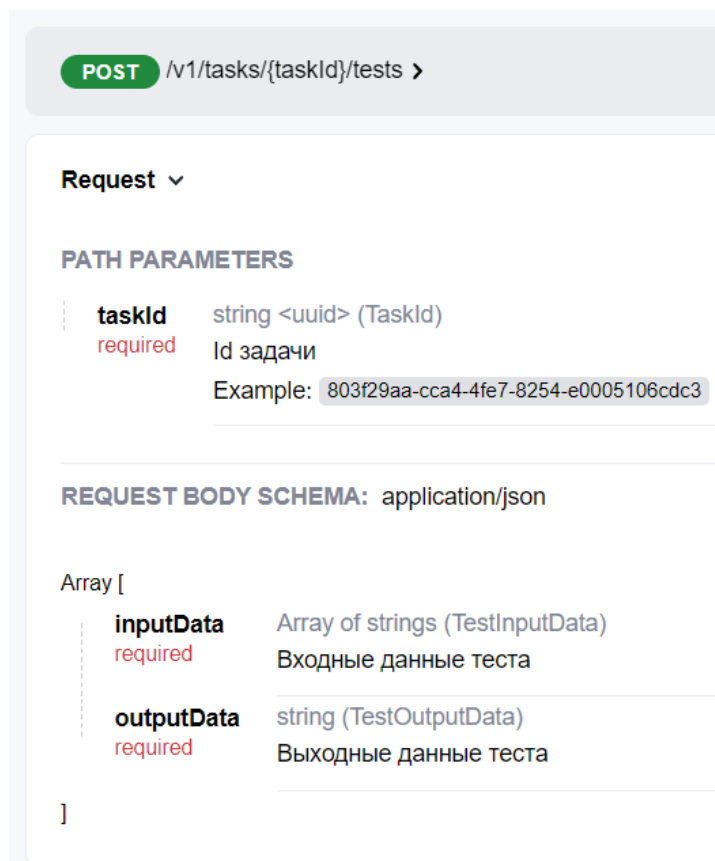 POST /v1/tasks/{taskId}/tests
Request
PATH PARAMETERS
taskId string <uuid> (TaskId)
required Id задачи
Example: 803f29aa-cca4-4fe7-8254-e0005106cdc3
REQUEST BODY SCHEMA: application/json
Array [
inputData Array of strings (TestInputData)
required Входные данные теста
outputData string (TestOutputData)
required Выходные данные теста
]